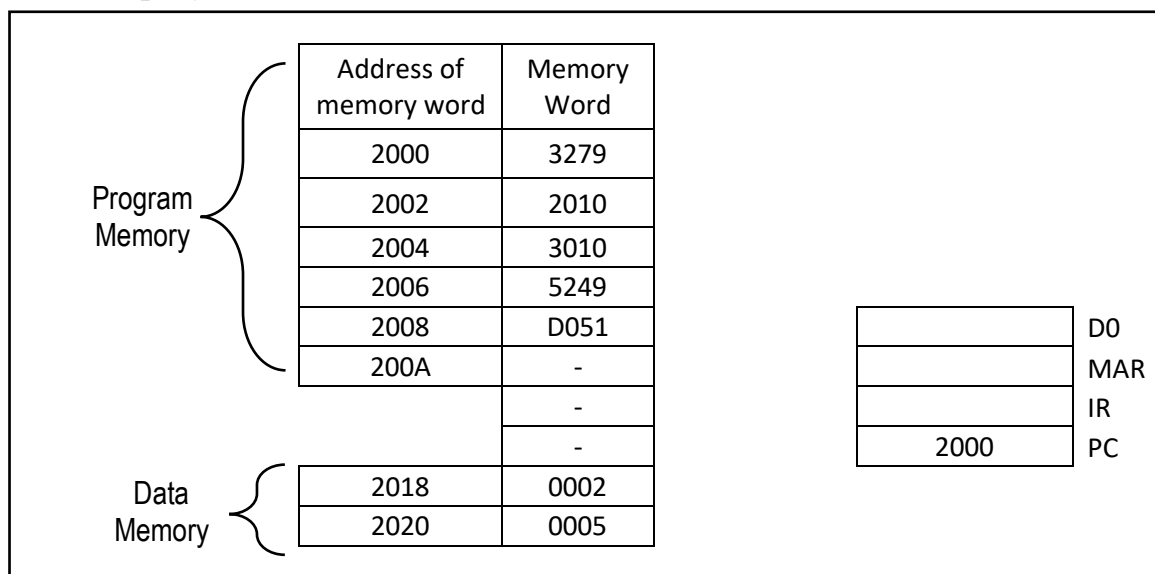 Address of memory word Memory Word
2000 3279
Program Memory
2002 2010
2004 3010
2006 5249
2008 D051 D0
200A - MAR
- IR
- 2000 PC
Data Memory
2018 0002
2020 0005